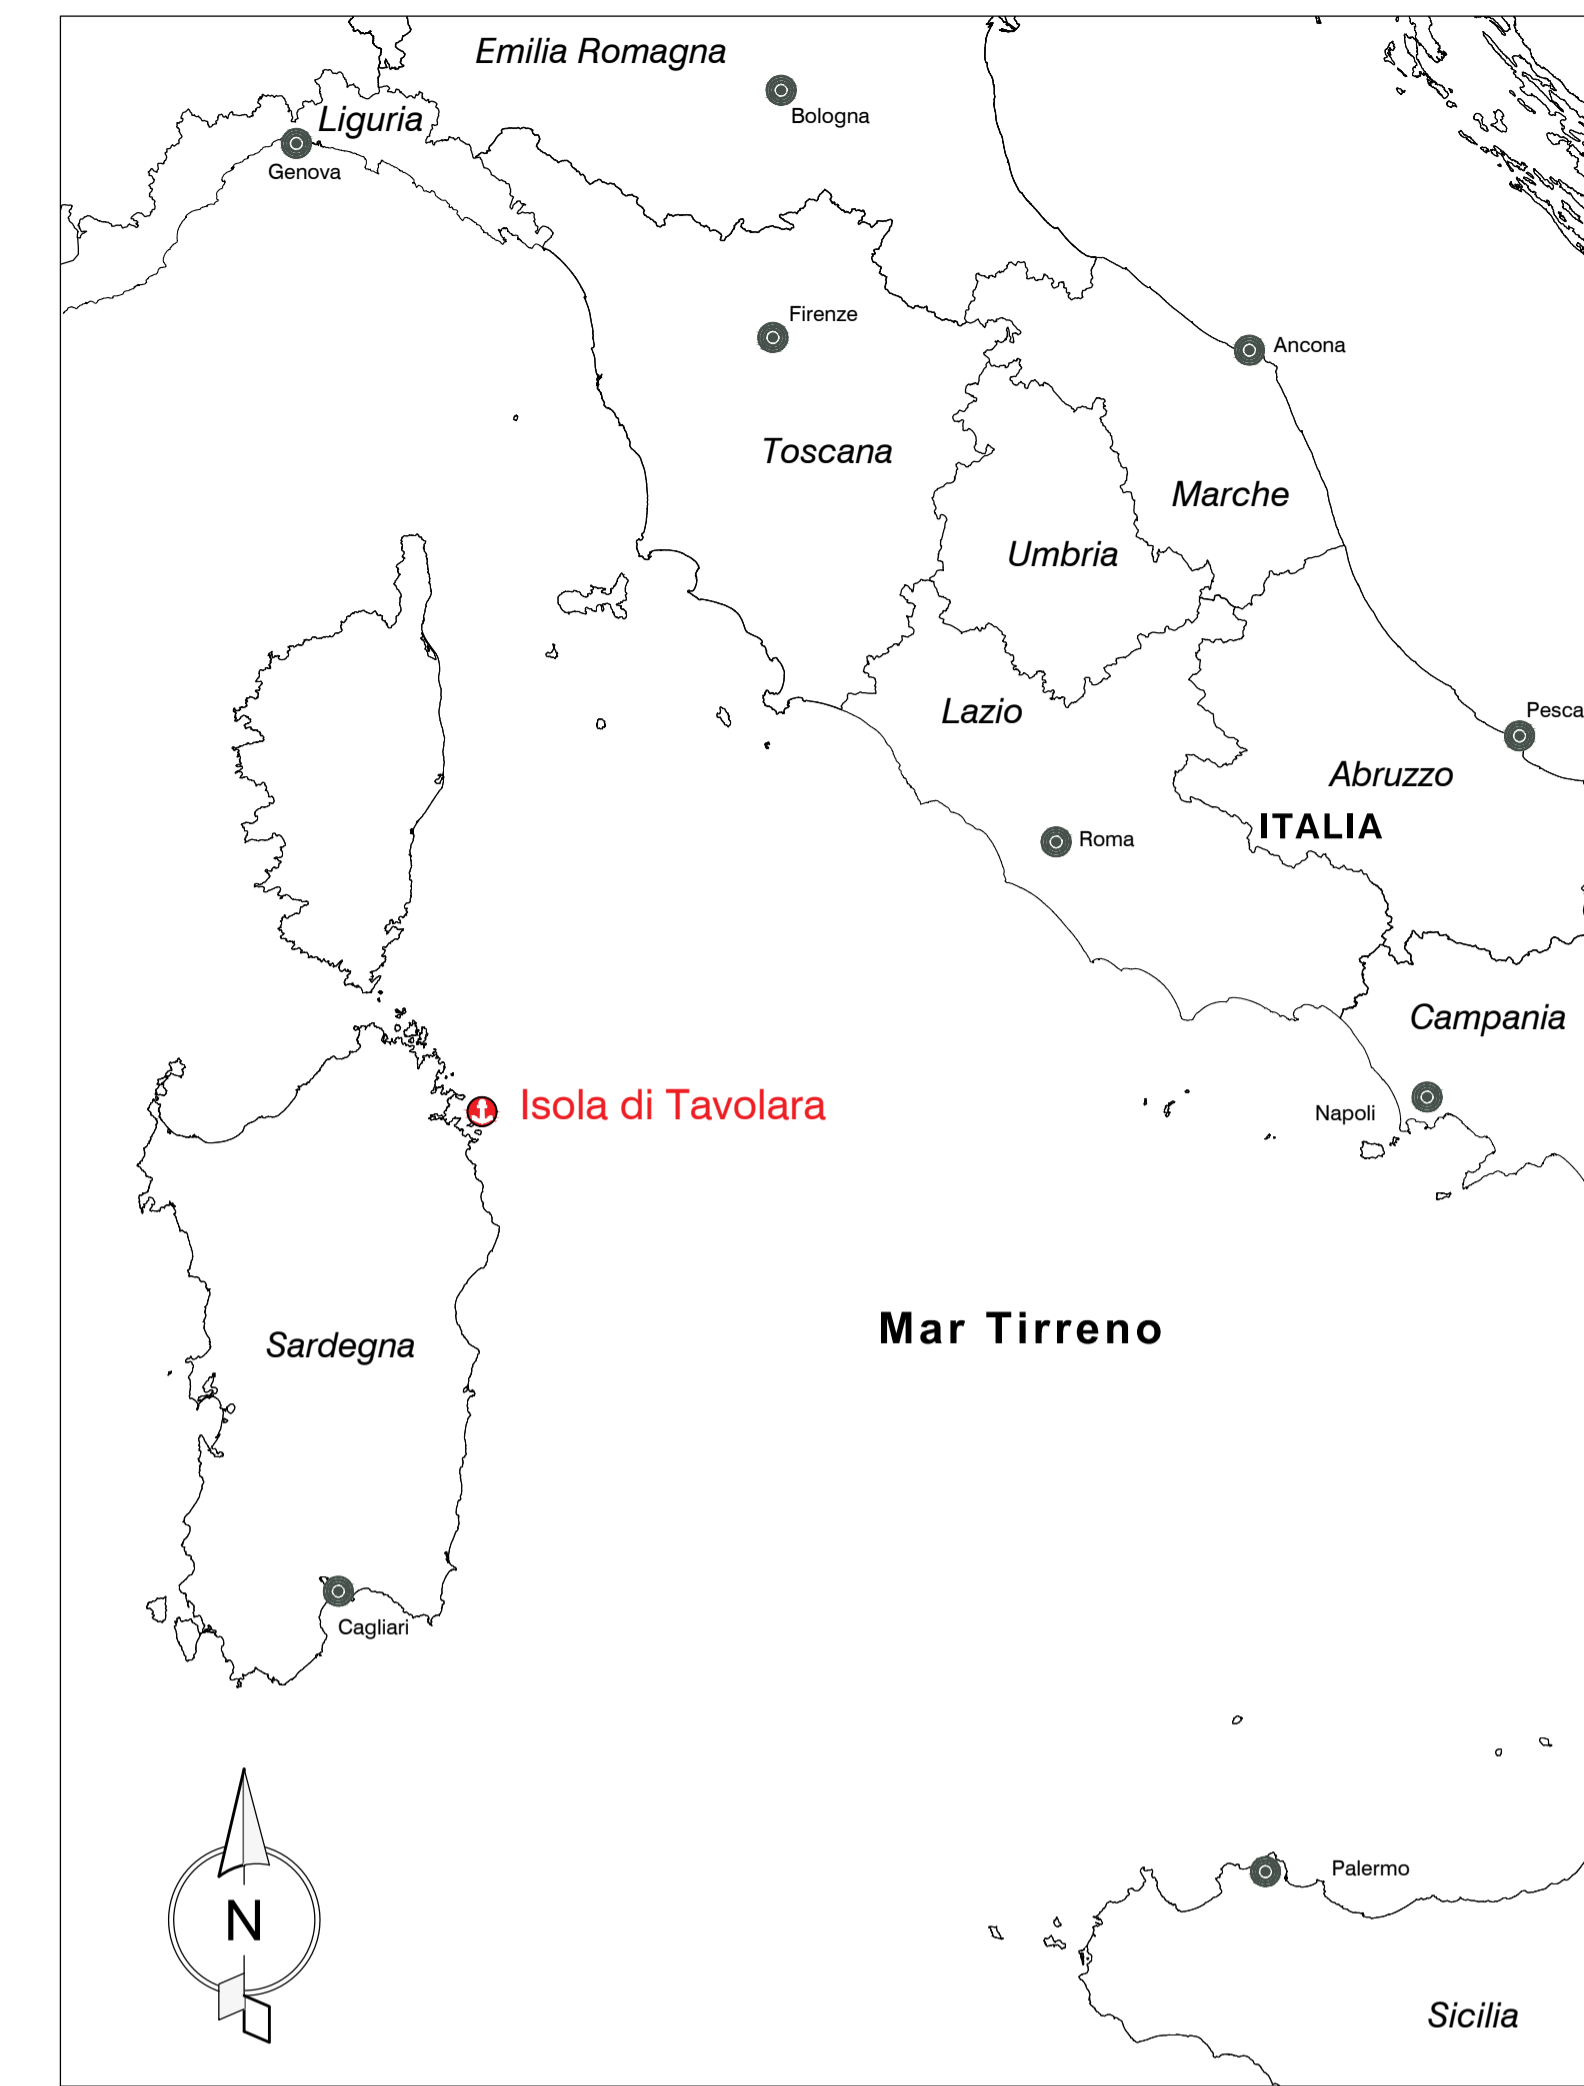 Emilia Romagna
Bologna
Liguria
Genova
Firenze
Ancona
Toscana
Marche
Umbria
Lazio
Pesca
Abruzzo
ITALIA
Roma
Campania
Isola di Tavolara
Napoli
Mar Tirreno
Sardegna
Cagliari
Palermo
N
Sicilia